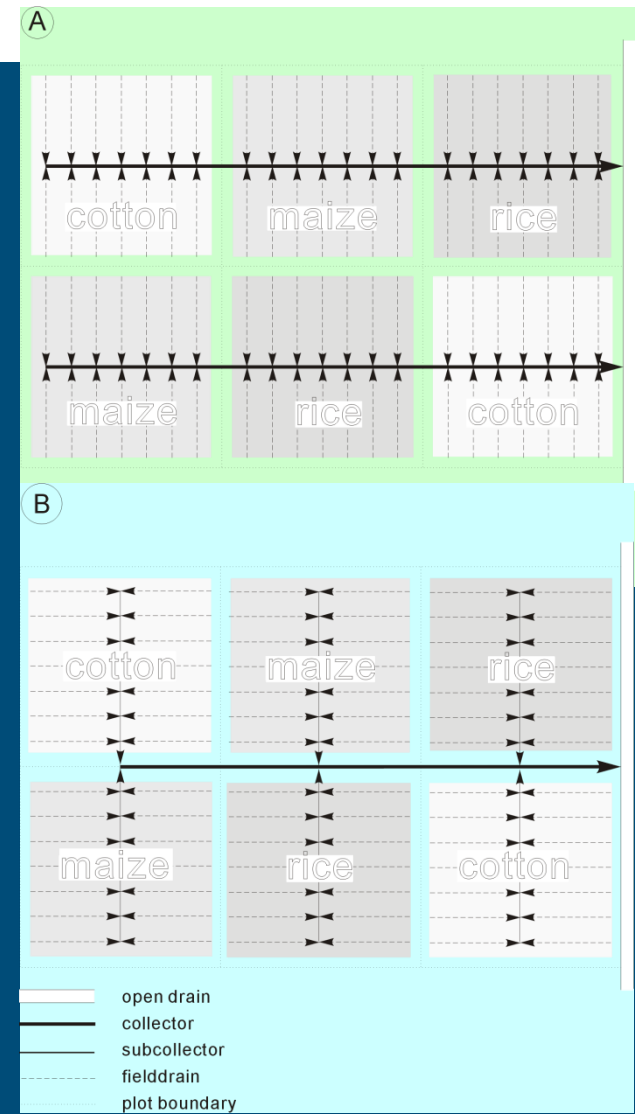 A
cotton maize rice
maize rice cotton
B
cotton maize rice
maize rice cotton
open drain
collector
subcollector
fielddrain
plot boundary